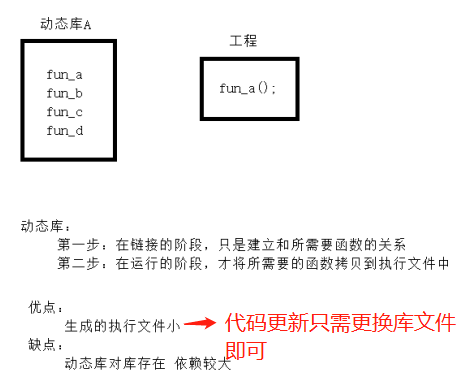 动态库A
工程
fun_a
fun_b
fun_c
fun_d
fun_a();
动态库：
第一步：在链接的阶段，只是建立和所需要函数的关系
第二步：在运行的阶段，才将所需要的函数拷贝到执行文件中
优点：
生成的执行文件小
代码更新只需更换库文件
即可
缺点：
动态库对库存在 依赖较大